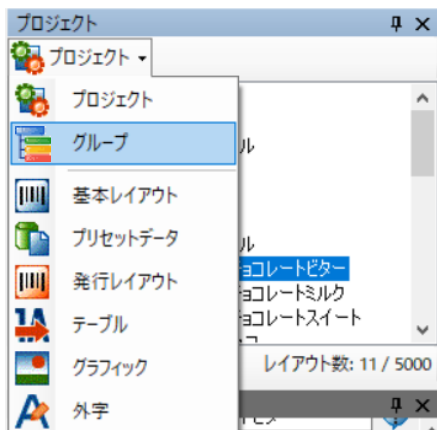 プロジェクト
プロジェクト
プロジェクト
グループ
ル
基本レイアウト
プリセットデータ
ル
発行レイアウト
ョコレートビター
ョコレートミルク
テーブル
ョコレートスイート
グラフィック
レイアウト数: 11 / 5000
外字